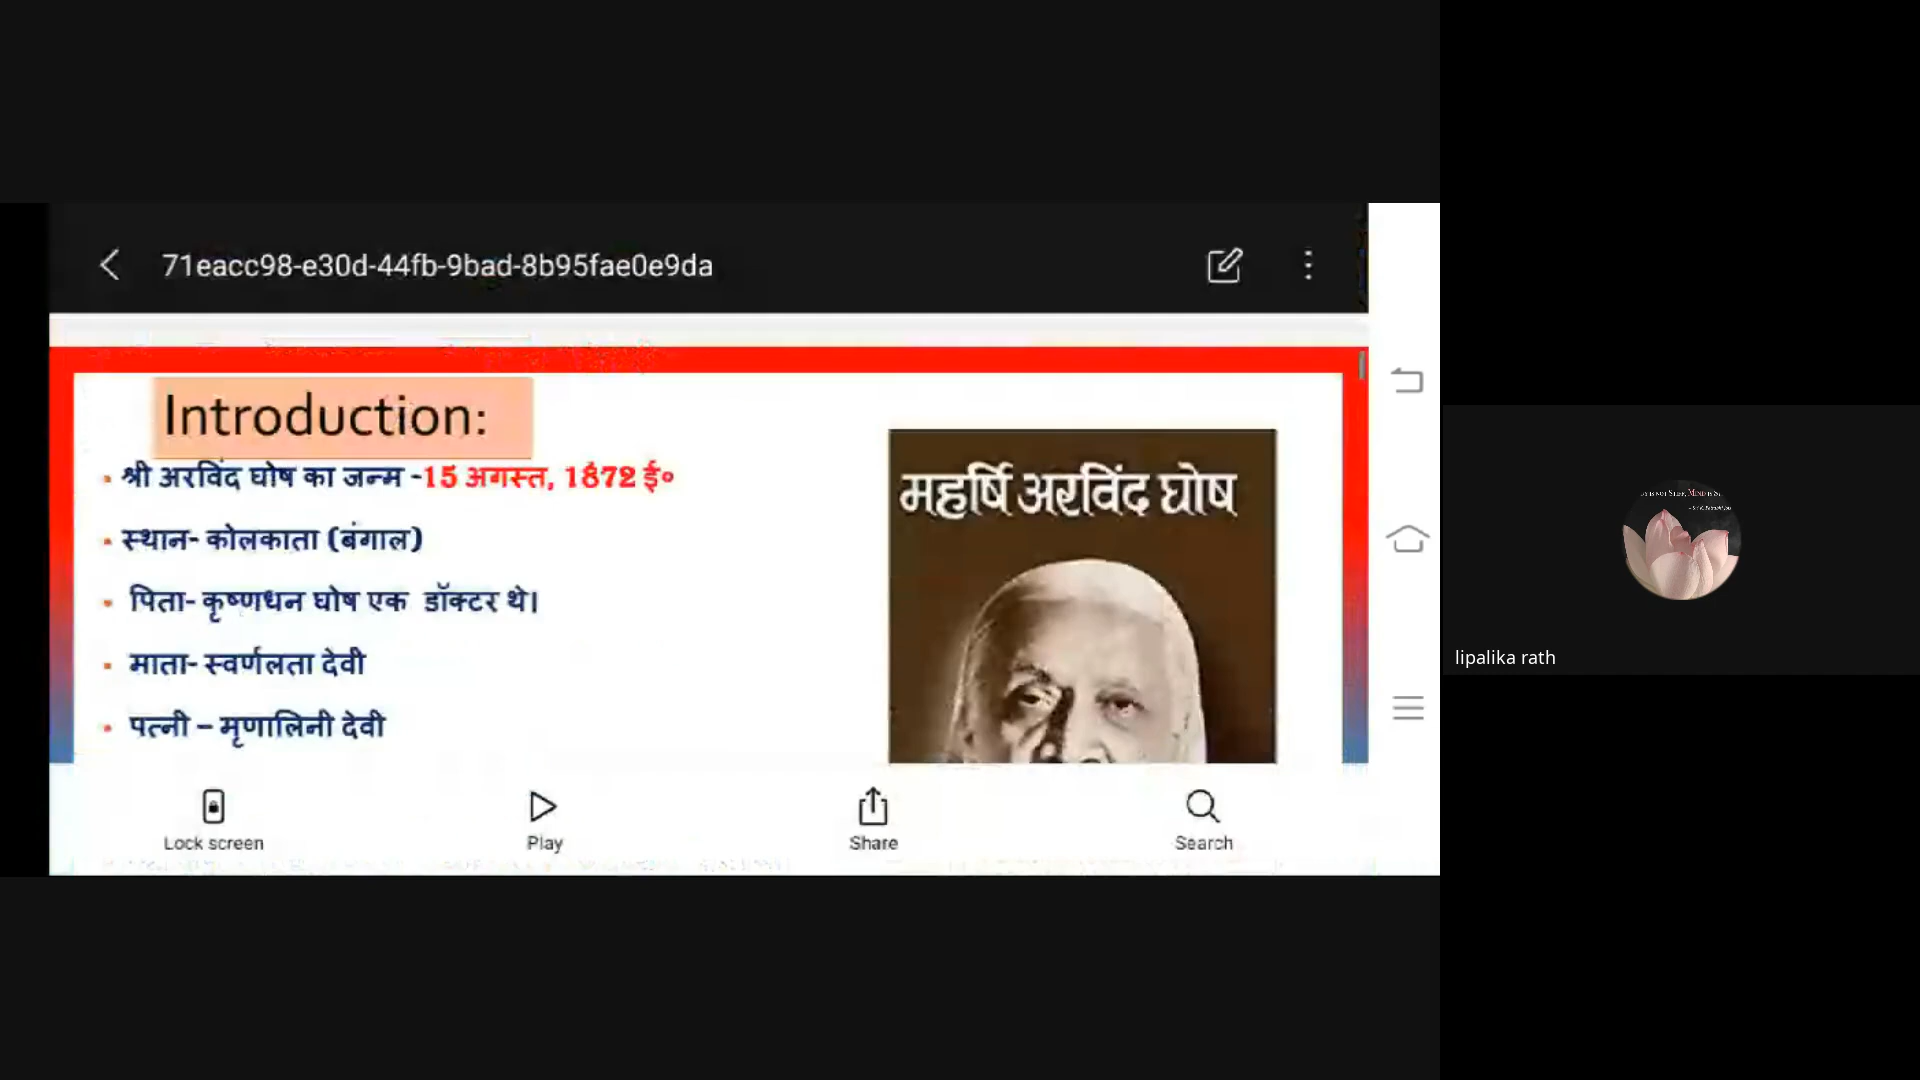 71eacc98-e30d-44fb-9bad-8b95fae0e9da
Introduction:
• श्री अरविंद घोष का जन्म -15 अगस्त, 1872 ई०
• स्थान- कोलकाता (बंगाल)
• पिता- कृष्णधन घोष एक डॉक्टर थे।
• माता- स्वर्णलता देवी
• पत्नी – मृणालिनी देवी
महर्षि अरविंद घोष
Lock screen
Play
Share
Search
lipalika rath